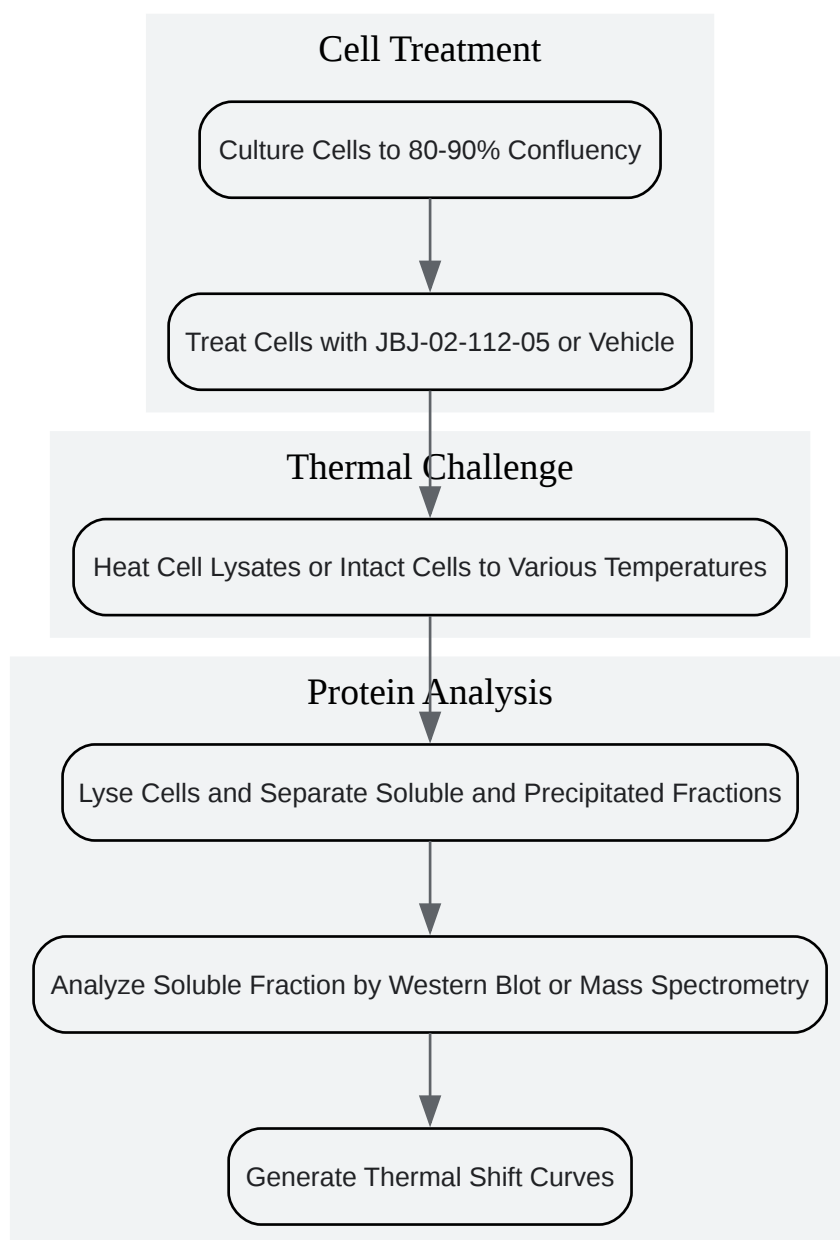 Cell Treatment
Culture Cells to 80-90% Confluency
Treat Cells with JBJ-02-112-05 or Vehicle
Thermal Challenge
Heat Cell Lysates or Intact Cells to Various Temperatures
Protein Analysis
Lyse Cells and Separate Soluble and Precipitated Fractions
Analyze Soluble Fraction by Western Blot or Mass Spectrometry
Generate Thermal Shift Curves